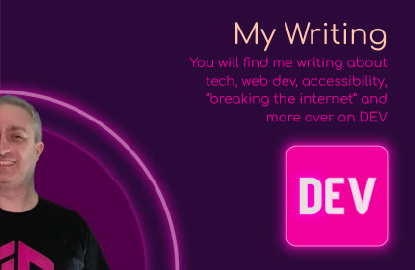 My Writing
You will find me writing about
tech, web dev, accessibility,
"breaking the internet" and
more over on DEV
DEV